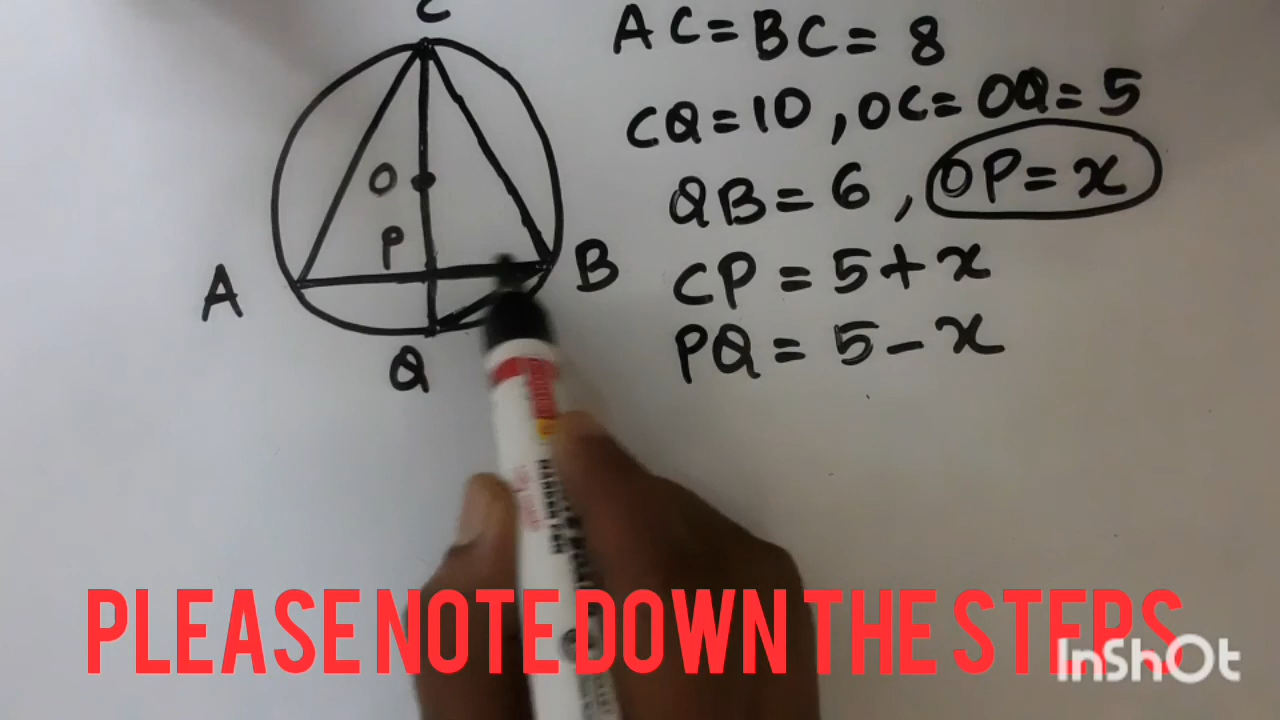 C
AC = BC = 8
CQ = 10 , OC = OQ = 5
O
QB = 6 , OP = x
P
A
B
CP = 5 + x
PQ = 5 - x
Q
PLEASE NOTE DOWN THE STEPS
InShOt